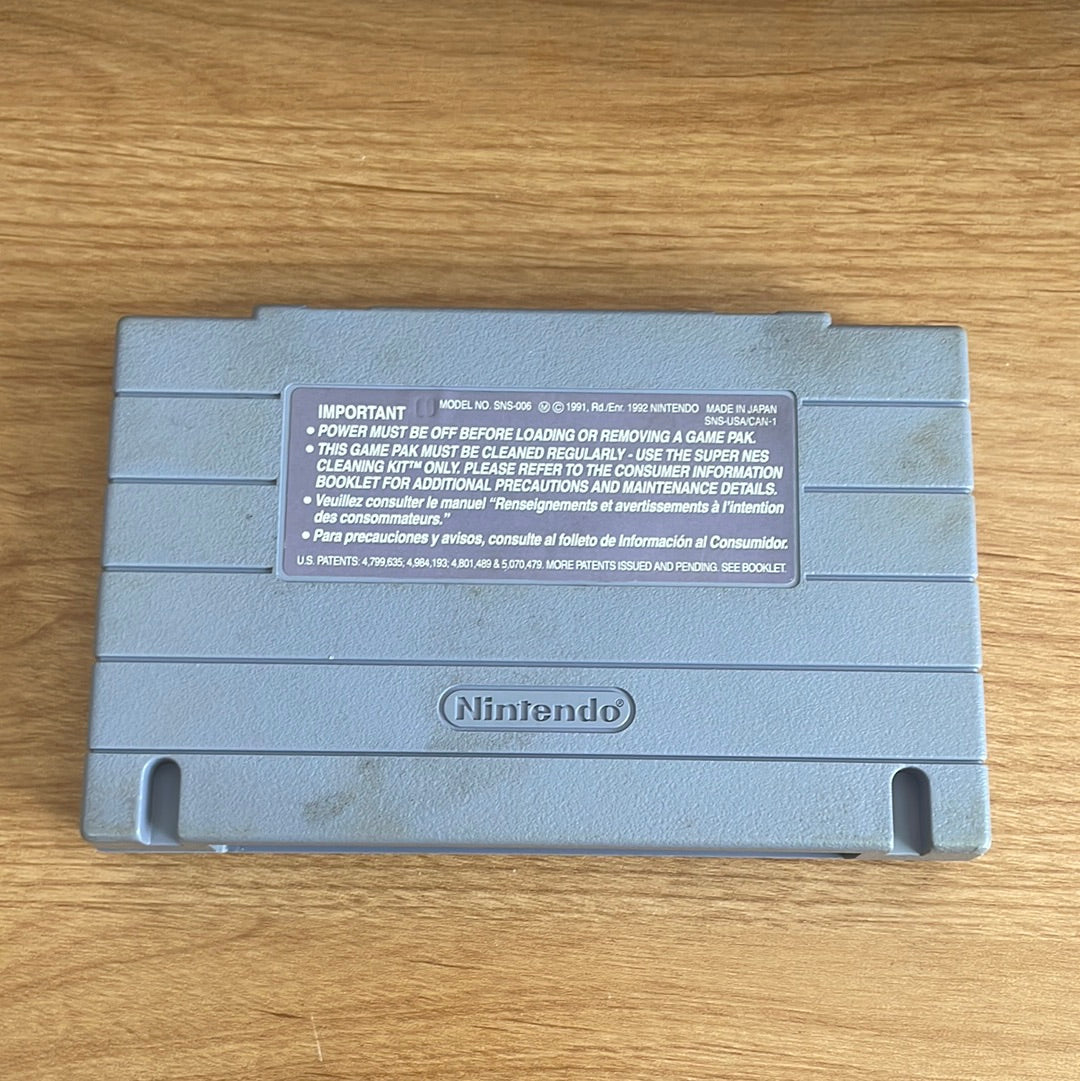 IMPORTANT MODEL NO. SNS-006 Ⓜ © 1991, Rd./Enr. 1992 NINTENDO MADE IN JAPAN
SNS-USA/CAN-1
• POWER MUST BE OFF BEFORE LOADING OR REMOVING A GAME PAK.
• THIS GAME PAK MUST BE CLEANED REGULARLY - USE THE SUPER NES
CLEANING KIT™ ONLY. PLEASE REFER TO THE CONSUMER INFORMATION
BOOKLET FOR ADDITIONAL PRECAUTIONS AND MAINTENANCE DETAILS.
• Veuillez consulter le manuel “Renseignements et avertissements à l’intention
des consommateurs.”
• Para precauciones y avisos, consulte al folleto de Información al Consumidor.
U.S. PATENTS: 4,799,635; 4,984,193; 4,801,489 & 5,070,479. MORE PATENTS ISSUED AND PENDING. SEE BOOKLET.
Nintendo®